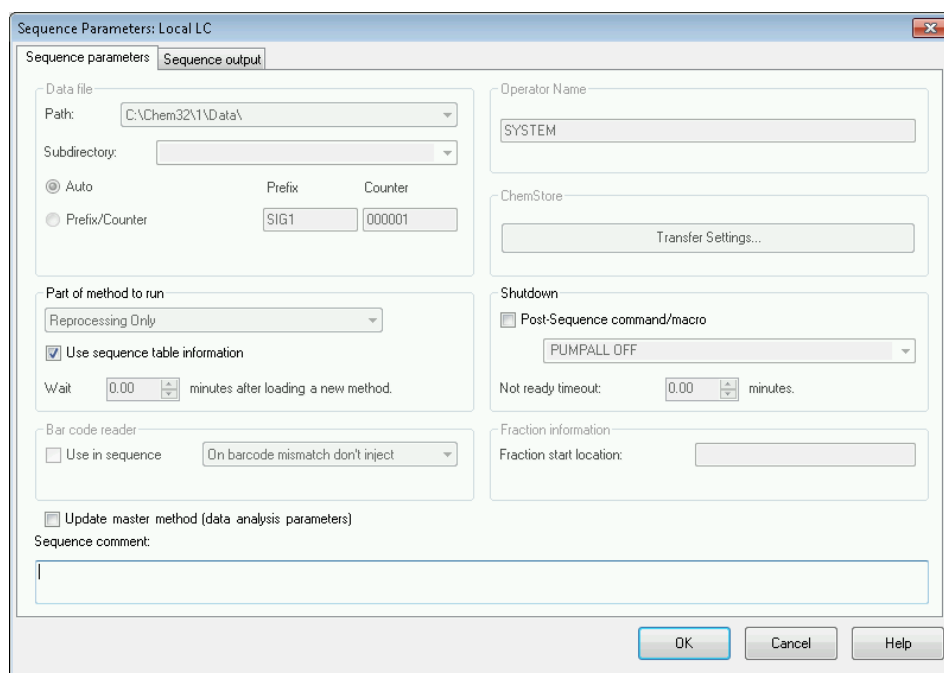 Sequence Parameters: Local LC
Sequence parameters
Sequence output
Data file
Path:
C:\Chem32\1\Data\
Subdirectory:
Auto
Prefix
Counter
Prefix/Counter
SIG1
000001
Operator Name
SYSTEM
ChemStore
Transfer Settings...
Part of method to run
Reprocessing Only
Use sequence table information
Wait
0.00
minutes after loading a new method.
Shutdown
Post-Sequence command/macro
PUMPALL OFF
Not ready timeout:
0.00
minutes.
Bar code reader
Use in sequence
On barcode mismatch don't inject
Fraction information
Fraction start location:
Update master method (data analysis parameters)
Sequence comment:
OK
Cancel
Help